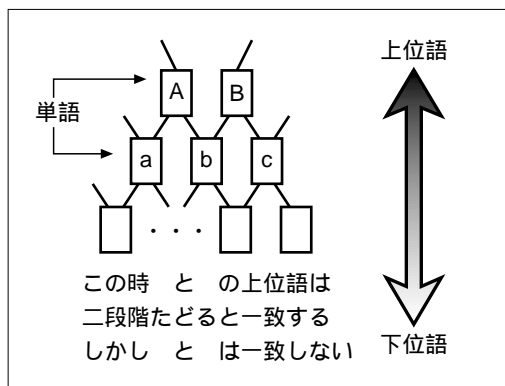 上位語
A B
単語
a b c
・・・
この時 と の上位語は
二段階たどると一致する
しかし と は一致しない
下位語